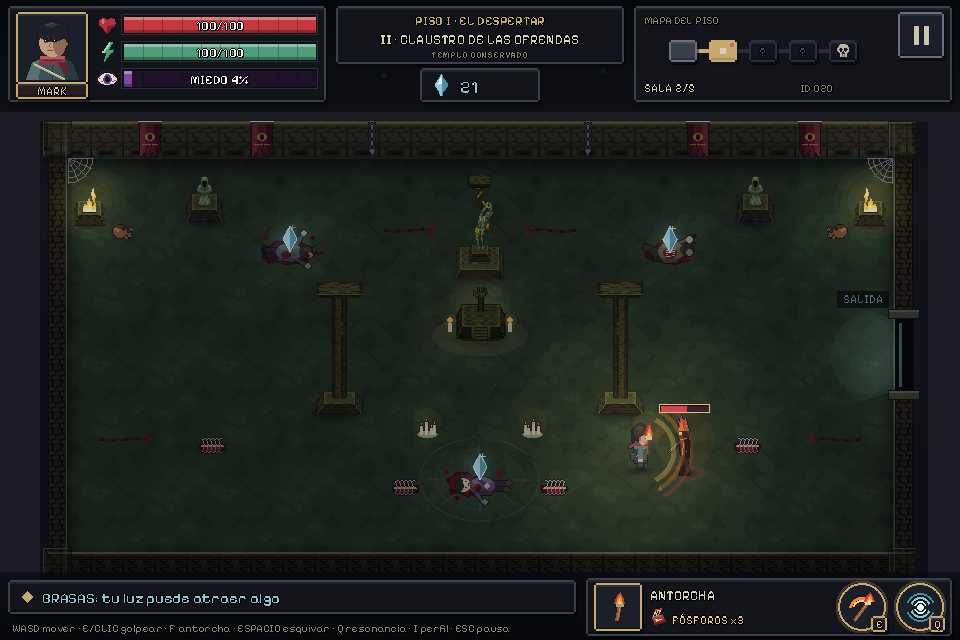 MARK
100/100
100/100
MIEDO 4%
PISO I · EL DESPERTAR
II · CLAUSTRO DE LAS OFRENDAS
TEMPLO CONSERVADO
21
MAPA DEL PISO
? ?
SALA 2/5
ID 020
SALIDA
BRASAS: tu luz puede atraer algo
WASD mover · E/CLIC golpear · F antorcha · ESPACIO esquivar · Q resonancia · I perfil · ESC pausa
ANTORCHA
FÓSFOROS x3
E
Q